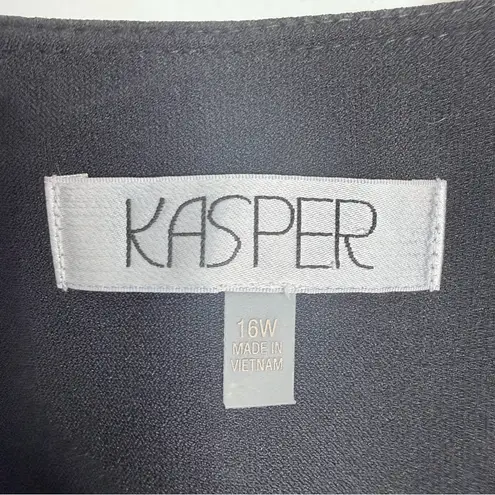 KASPER
16W
MADE IN
VIETNAM